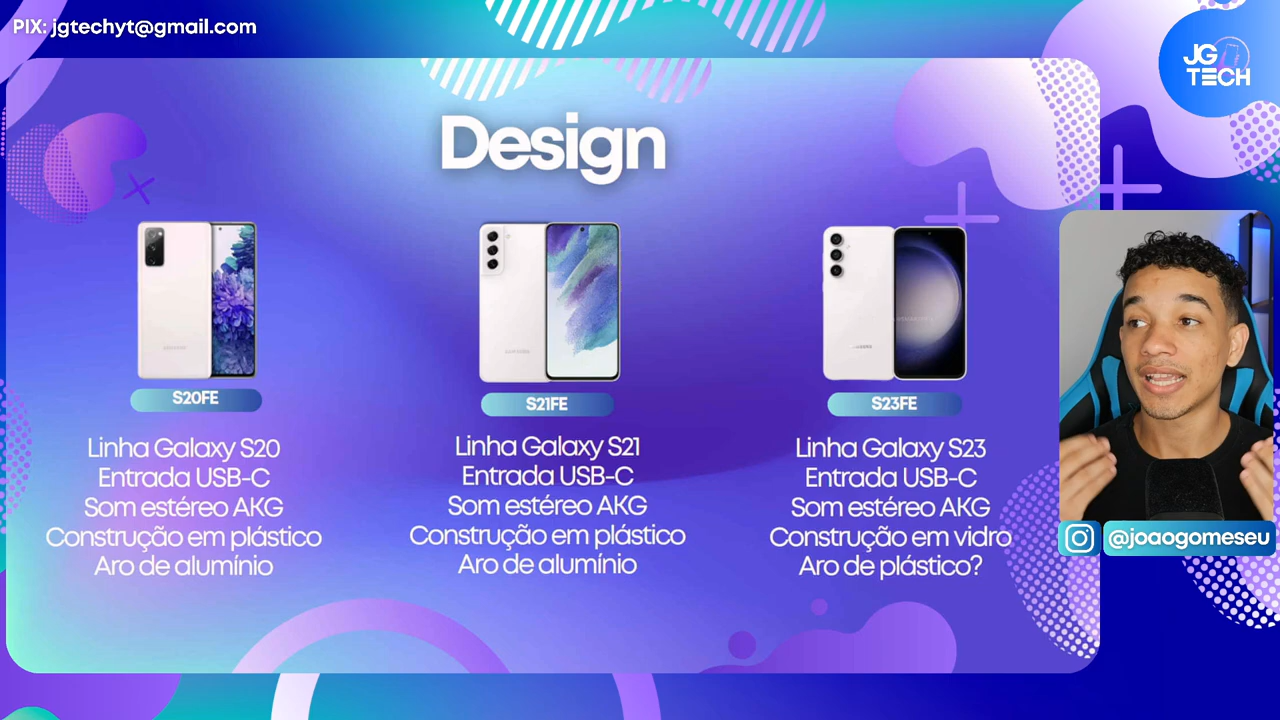 PIX: jgtechyt@gmail.com
JG
TECH
Design
S20FE
Linha Galaxy S20
Entrada USB-C
Som estéreo AKG
Construção em plástico
Aro de alumínio
S21FE
Linha Galaxy S21
Entrada USB-C
Som estéreo AKG
Construção em plástico
Aro de alumínio
S23FE
Linha Galaxy S23
Entrada USB-C
Som estéreo AKG
Construção em vidro
Aro de plástico?
@joaogomeseu